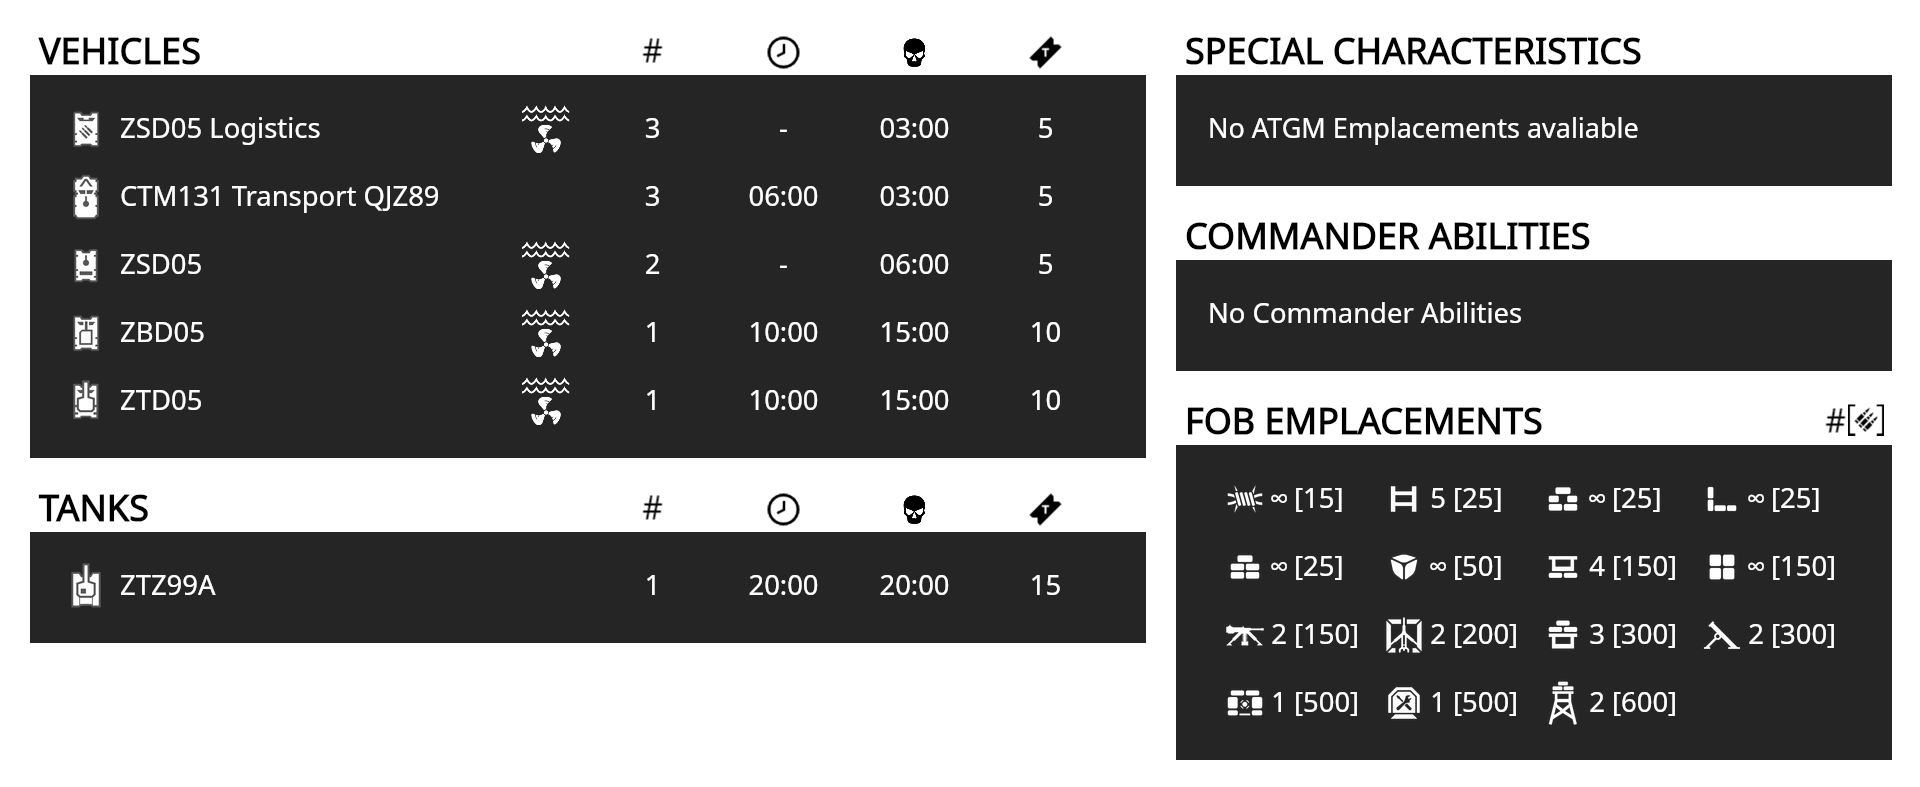 VEHICLES #
ZSD05 Logistics 3 - 03:00 5
CTM131 Transport QJZ89 3 06:00 03:00 5
ZSD05 2 - 06:00 5
ZBD05 1 10:00 15:00 10
ZTD05 1 10:00 15:00 10
TANKS #
ZTZ99A 1 20:00 20:00 15
SPECIAL CHARACTERISTICS
No ATGM Emplacements avaliable
COMMANDER ABILITIES
No Commander Abilities
FOB EMPLACEMENTS #[]
∞ [15] 5 [25] ∞ [25] ∞ [25]
∞ [25] ∞ [50] 4 [150] ∞ [150]
2 [150] 2 [200] 3 [300] 2 [300]
1 [500] 1 [500] 2 [600]